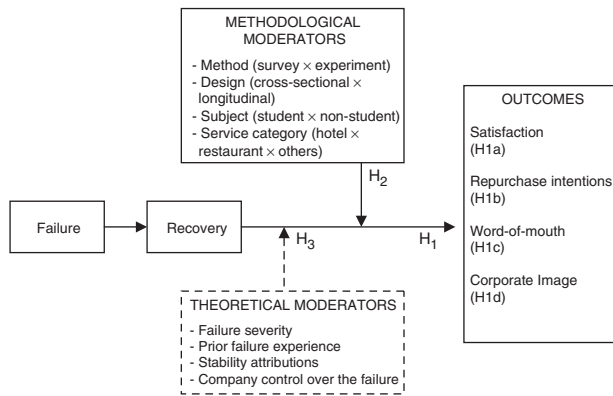 METHODOLOGICAL
MODERATORS
- Method (survey × experiment)
- Design (cross-sectional ×
longitudinal)
- Subject (student × non-student)
- Service category (hotel ×
restaurant × others)
H2
OUTCOMES
Satisfaction
(H1a)
Repurchase intentions
(H1b)
Word-of-mouth
(H1c)
Corporate Image
(H1d)
Failure
Recovery
H3
H1
THEORETICAL MODERATORS
- Failure severity
- Prior failure experience
- Stability attributions
- Company control over the failure